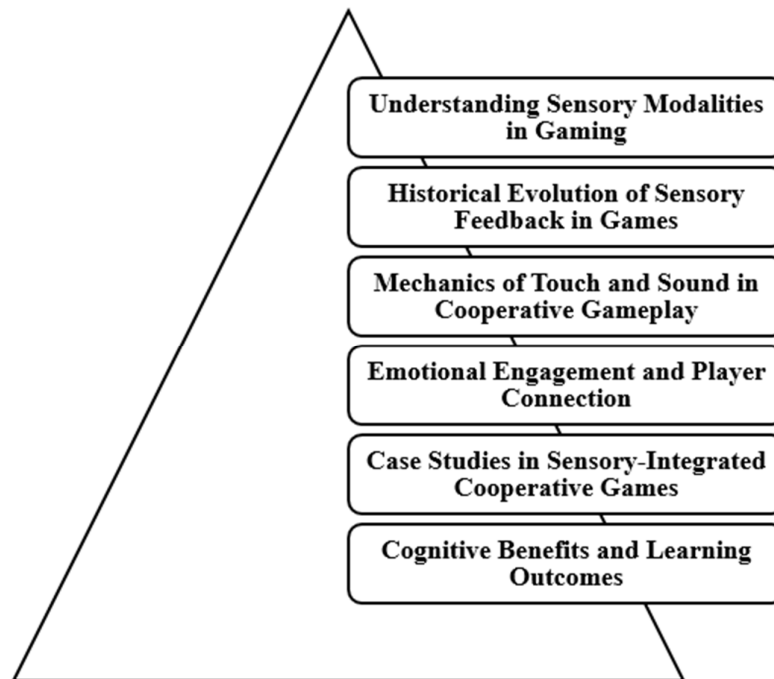 Understanding Sensory Modalities
in Gaming
Historical Evolution of Sensory
Feedback in Games
Mechanics of Touch and Sound in
Cooperative Gameplay
Emotional Engagement and Player
Connection
Case Studies in Sensory-Integrated
Cooperative Games
Cognitive Benefits and Learning
Outcomes